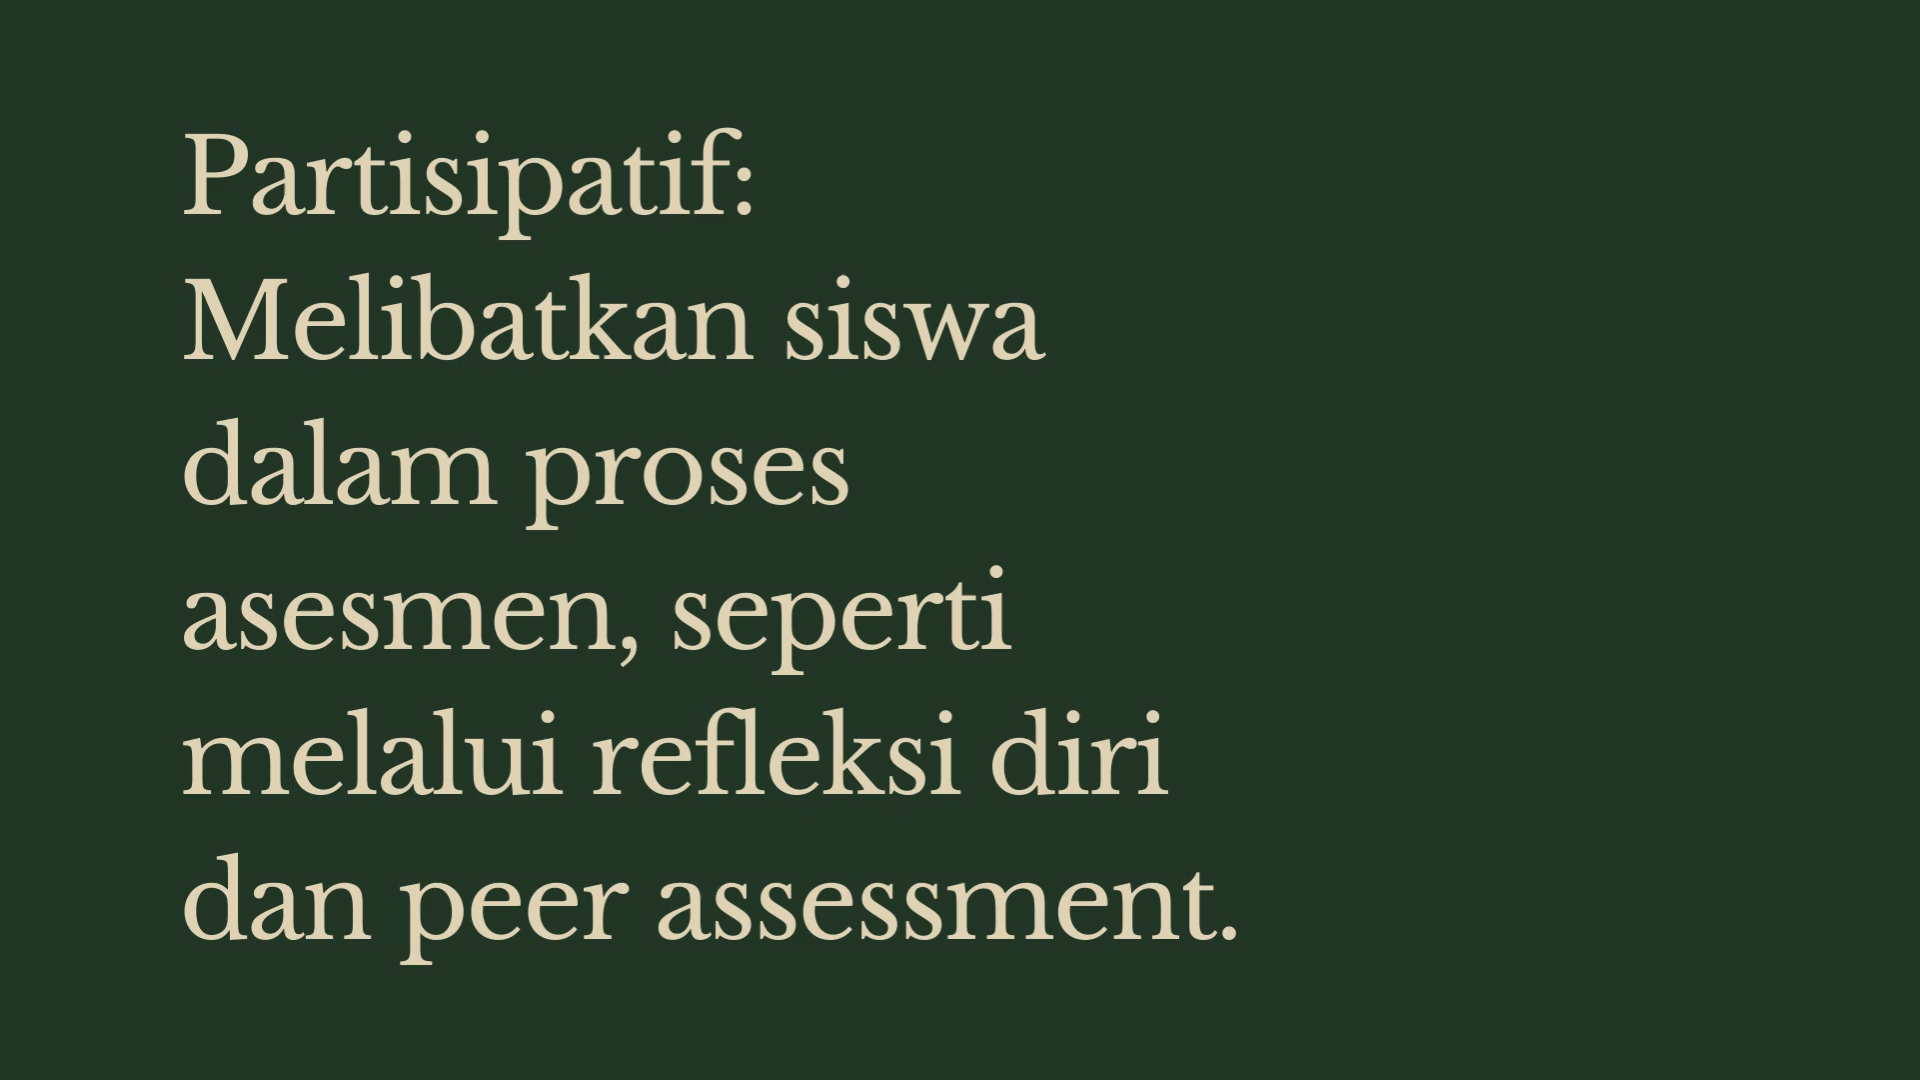 Partisipatif:
Melibatkan siswa
dalam proses
asesmen, seperti
melalui refleksi diri
dan peer assessment.